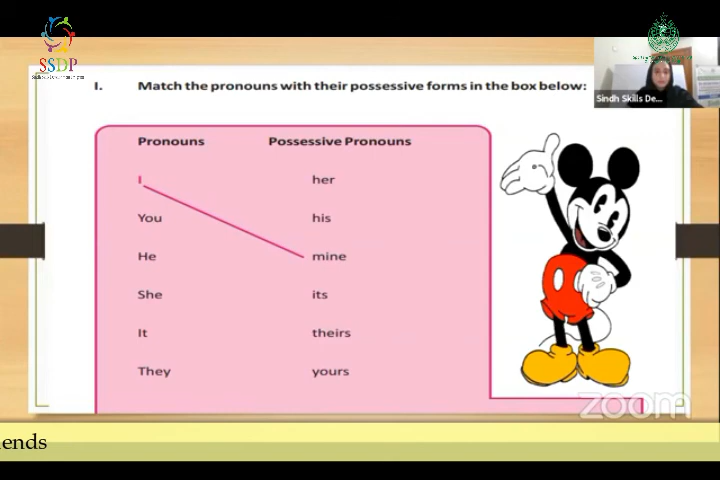 SSDP
I. Match the pronouns with their possessive forms in the box below:
Sindh Skills De...
Pronouns Possessive Pronouns
I her
You his
He mine
She its
It theirs
They yours
zoom
ends